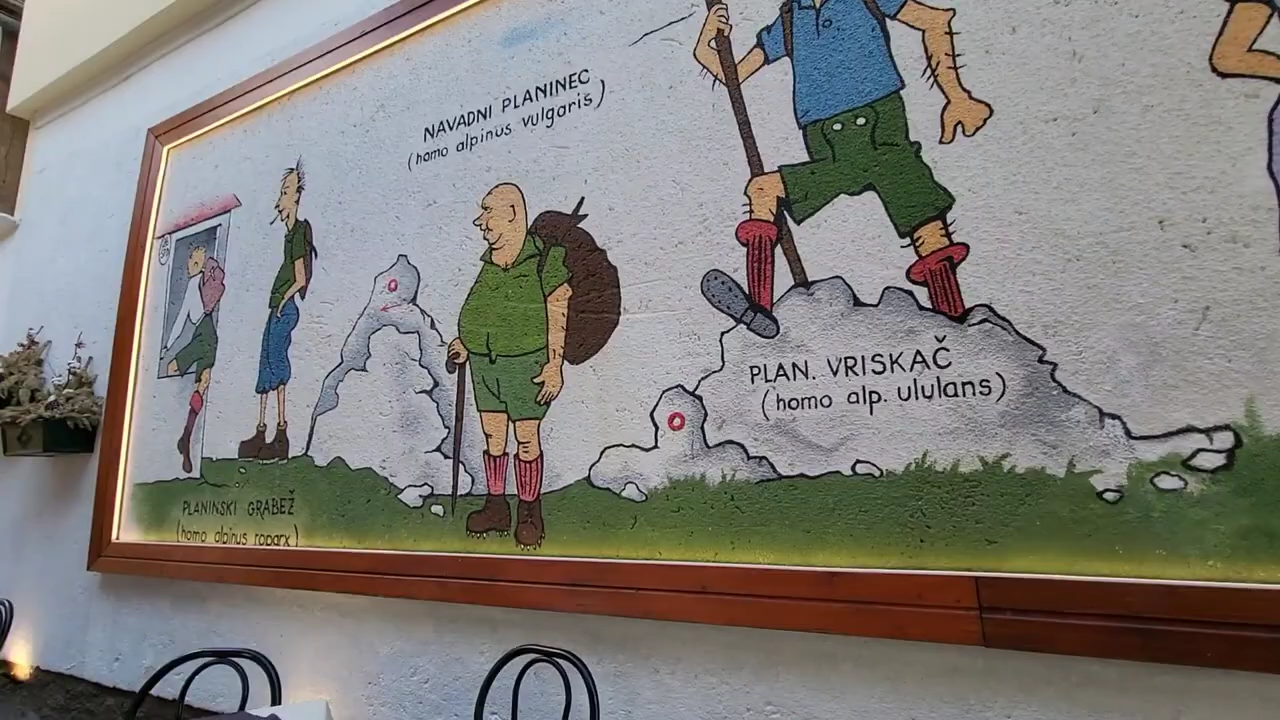 NAVADNI PLANINEC
(homo alpinus vulgaris)
PLAN. VRISKAČ
(homo alp. ululans)
PLANINSKI GRABEŽ
(homo alpinus roparx)